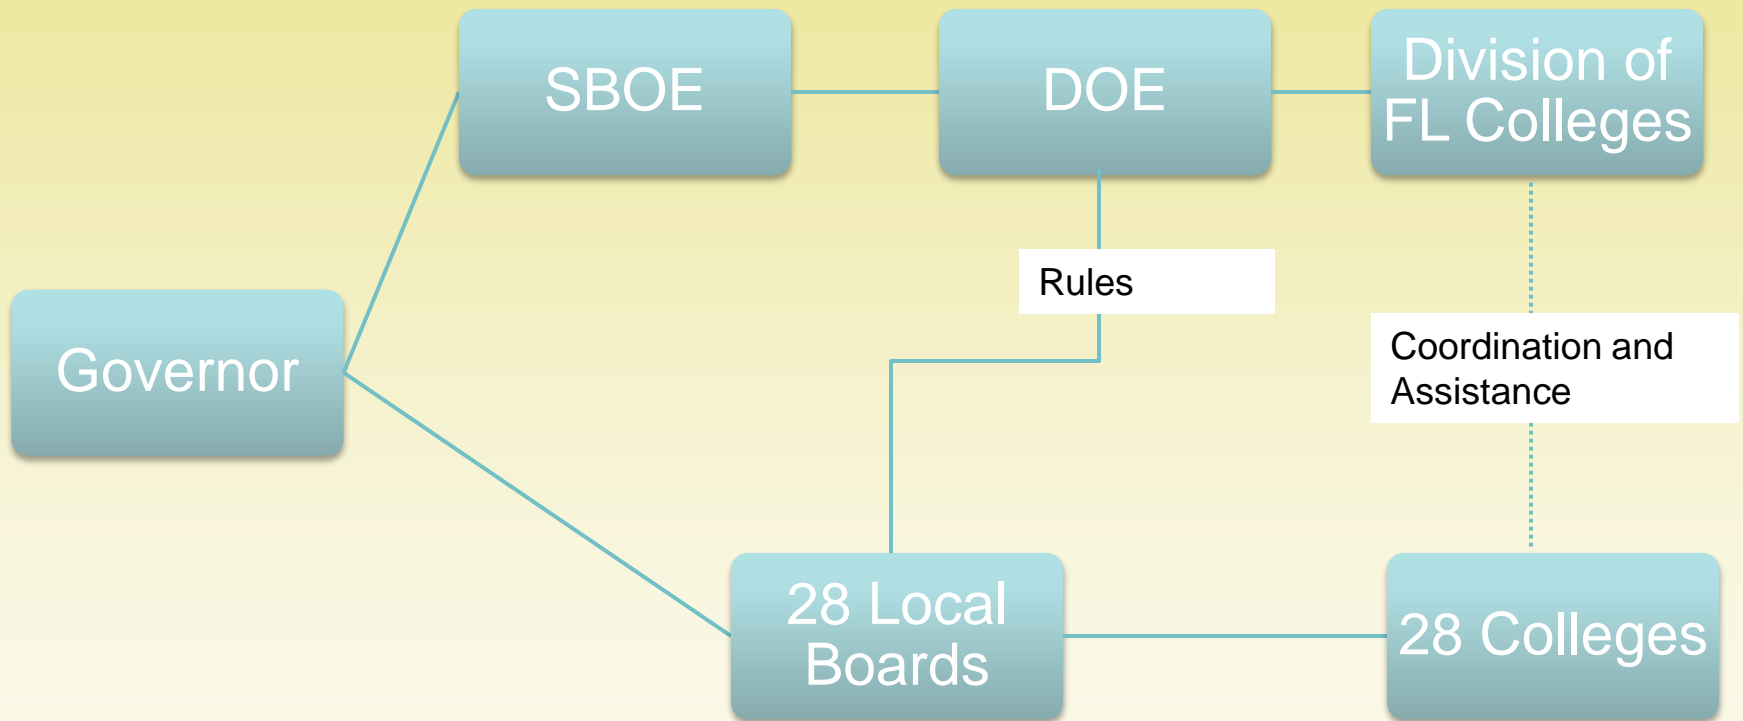 SBOE
DOE
Division of
FL Colleges
Rules
Governor
Coordination and
Assistance
28 Local
Boards
28 Colleges